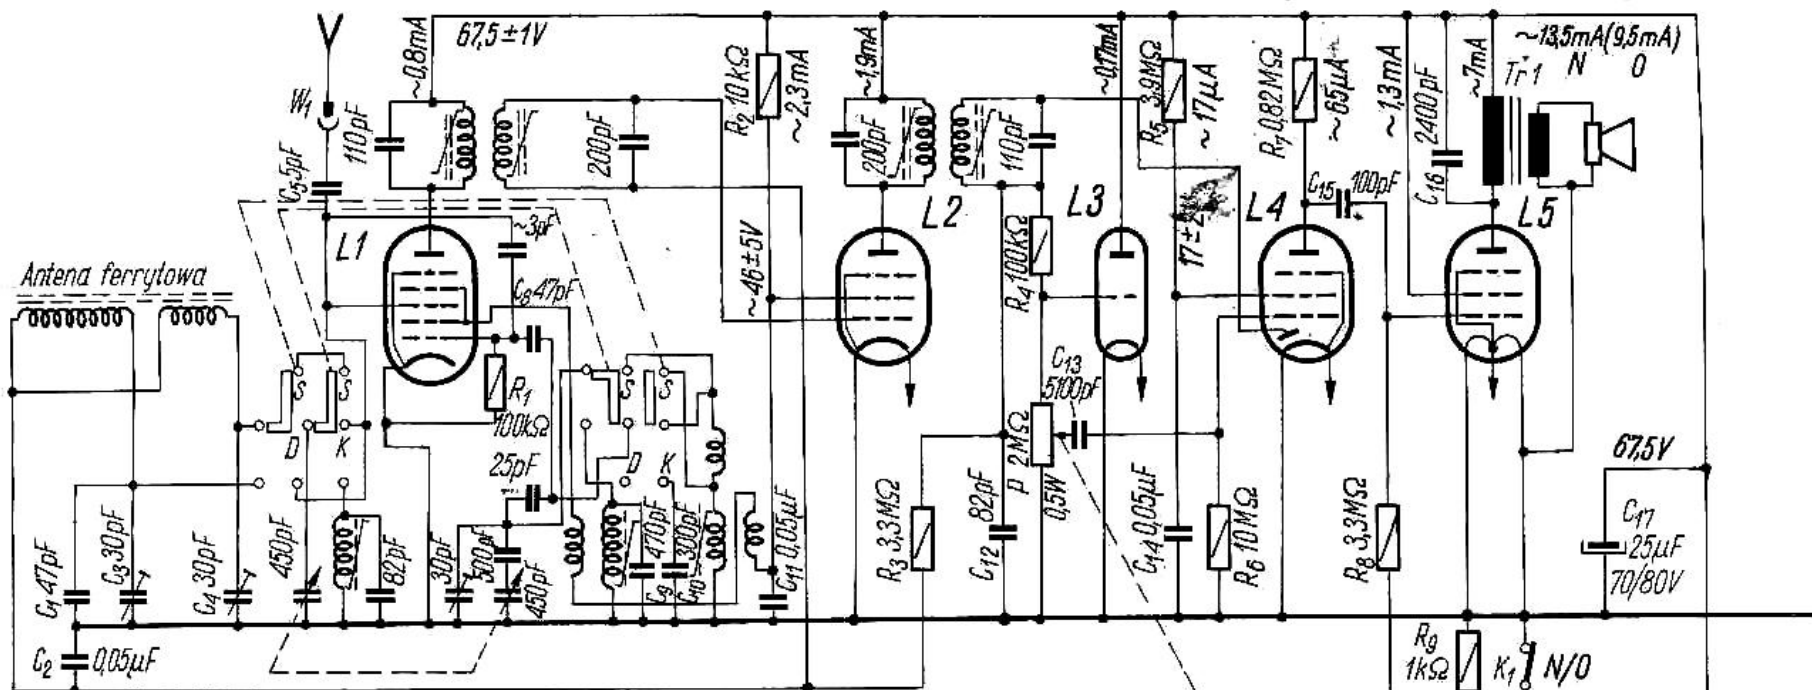 ~0,8mA
67,5±1V
R2 10kΩ
~2,3mA
~1,9mA
~0,17mA
R5 3,9MΩ
~17μA
R7 0,82MΩ
~65μA
~1,3mA
C16 2400pF
~7mA
~13,5mA(9,5mA)
Tr1 N O
W1
110pF
C5 5pF
200pF
200pF
110pF
C15 100pF
L1
L2
L3
L4
L5
~3pF
C8 47pF
~46±5V
R4 100kΩ
Antena ferrytowa
S S
D K
R1
100kΩ
25pF
S S
D K
C13
5100pF
P 2MΩ
0,5W
67,5V
C1 47pF
C3 30pF
C4 30pF
450pF
82pF
30pF
500pF
450pF
470pF
C9
300pF
C10
C11 0,05μF
R3 3,3MΩ
82pF
C12
C14 0,05μF
R6 10MΩ
R8 3,3MΩ
C17
25μF
70/80V
C2 0,05μF
R9
1kΩ
K1 N/O